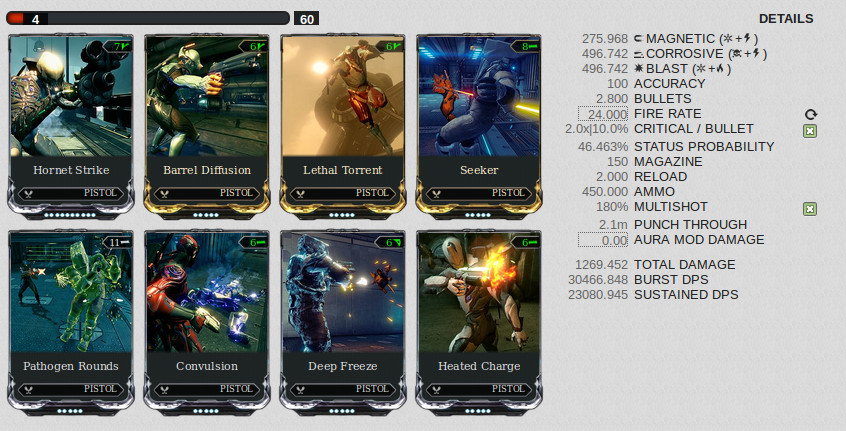 4 60
DETAILS
7 6 6 8
Hornet Strike Barrel Diffusion Lethal Torrent Seeker
PISTOL PISTOL PISTOL PISTOL
11 6 6 6
Pathogen Rounds Convulsion Deep Freeze Heated Charge
PISTOL PISTOL PISTOL PISTOL
275.968 MAGNETIC ( + )
496.742 CORROSIVE ( + )
496.742 BLAST ( + )
100 ACCURACY
2.800 BULLETS
24.000 FIRE RATE
2.0x|10.0% CRITICAL / BULLET
46.463% STATUS PROBABILITY
150 MAGAZINE
2.000 RELOAD
450.000 AMMO
180% MULTISHOT
2.1m PUNCH THROUGH
0.00 AURA MOD DAMAGE
1269.452 TOTAL DAMAGE
30466.848 BURST DPS
23080.945 SUSTAINED DPS